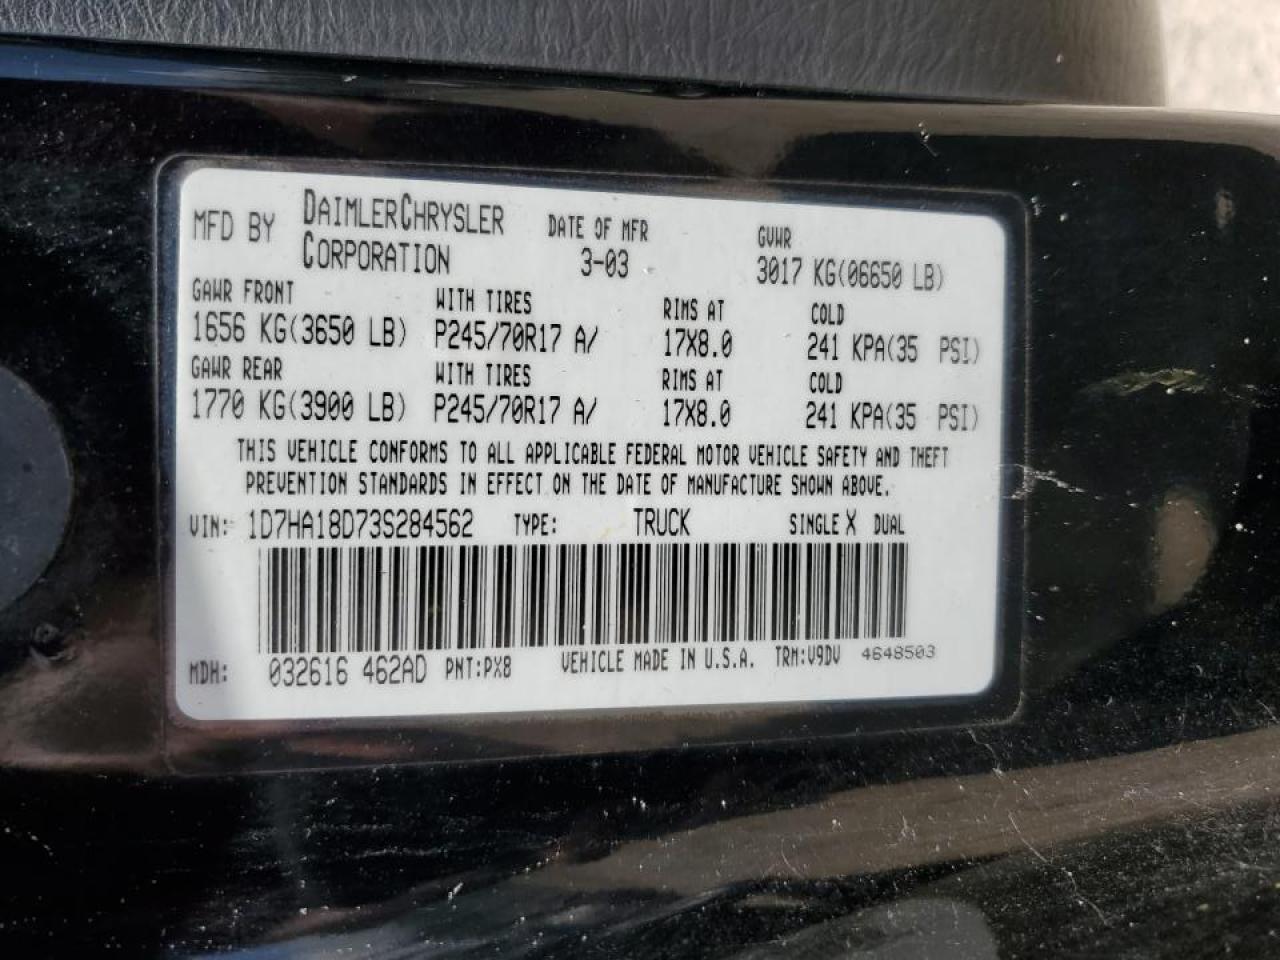 MFD BY DAIMLERCHRYSLER CORPORATION DATE OF MFR 3-03 GVWR 3017 KG(06650 LB)
GAWR FRONT WITH TIRES RIMS AT COLD
1656 KG(3650 LB) P245/70R17 A/ 17X8.0 241 KPA(35 PSI)
GAWR REAR WITH TIRES RIMS AT COLD
1770 KG(3900 LB) P245/70R17 A/ 17X8.0 241 KPA(35 PSI)
THIS VEHICLE CONFORMS TO ALL APPLICABLE FEDERAL MOTOR VEHICLE SAFETY AND THEFT
PREVENTION STANDARDS IN EFFECT ON THE DATE OF MANUFACTURE SHOWN ABOVE.
VIN: 1D7HA18D73S284562 TYPE: TRUCK SINGLE X DUAL
MDH: 032616 462AD PNT:PX8 VEHICLE MADE IN U.S.A. TRM:V9DV 4648503